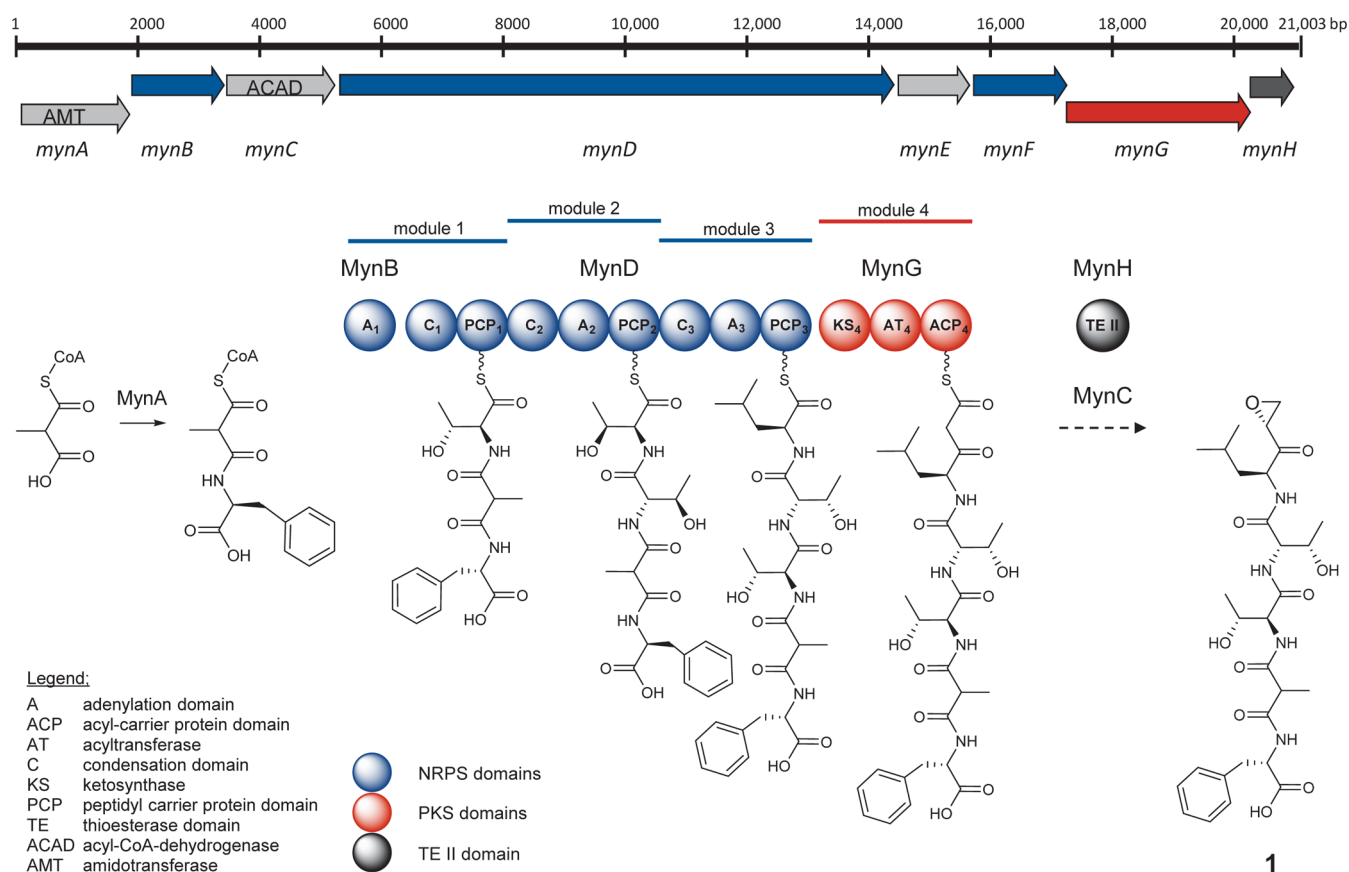 1 2000 4000 6000 8000 10,000 12,000 14,000 16,000 18,000 20,000 21,003 bp
AMT ACAD
mynA mynB mynC mynD mynE mynF mynG mynH
module 1 module 2 module 3 module 4
MynB MynD MynG MynH
A1 C1 PCP1 C2 A2 PCP2 C3 A3 PCP3 KS4 AT4 ACP4 TE II
MynA
MynC
CoA
S
O
O
HO
CoA
S
O
O
HN
O
OH
S
O
HO
NH
O
O
NH
O
HO
S
O
HO
NH
O
HN
OH
O
O
HN
O
OH
S
O
NH
O
HN
OH
O
HO
NH
O
O
NH
O
HO
S
O
O
NH
O
HN
OH
O
HO
NH
O
O
NH
O
HO
O
O
NH
O
HN
OH
O
HO
NH
O
O
NH
O
HO
1
Legend:
A adenylation domain
ACP acyl-carrier protein domain
AT acyltransferase
C condensation domain
KS ketosynthase
PCP peptidyl carrier protein domain
TE thioesterase domain
ACAD acyl-CoA-dehydrogenase
AMT amidotransferase
NRPS domains
PKS domains
TE II domain